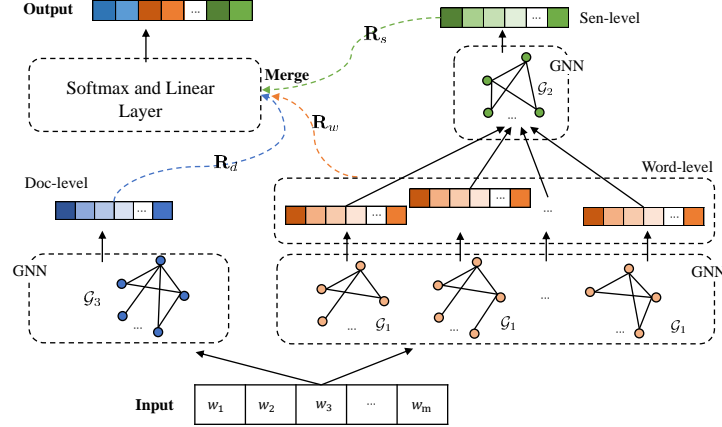 Output
...
...
Sen-level
R_s
Merge
Softmax and Linear
Layer
GNN
G_2
...
R_w
R_d
Doc-level
Word-level
...
...
...
...
...
GNN
G_3
...
GNN
... G_1
... G_1
...
... G_1
Input w_1 w_2 w_3 ... w_m